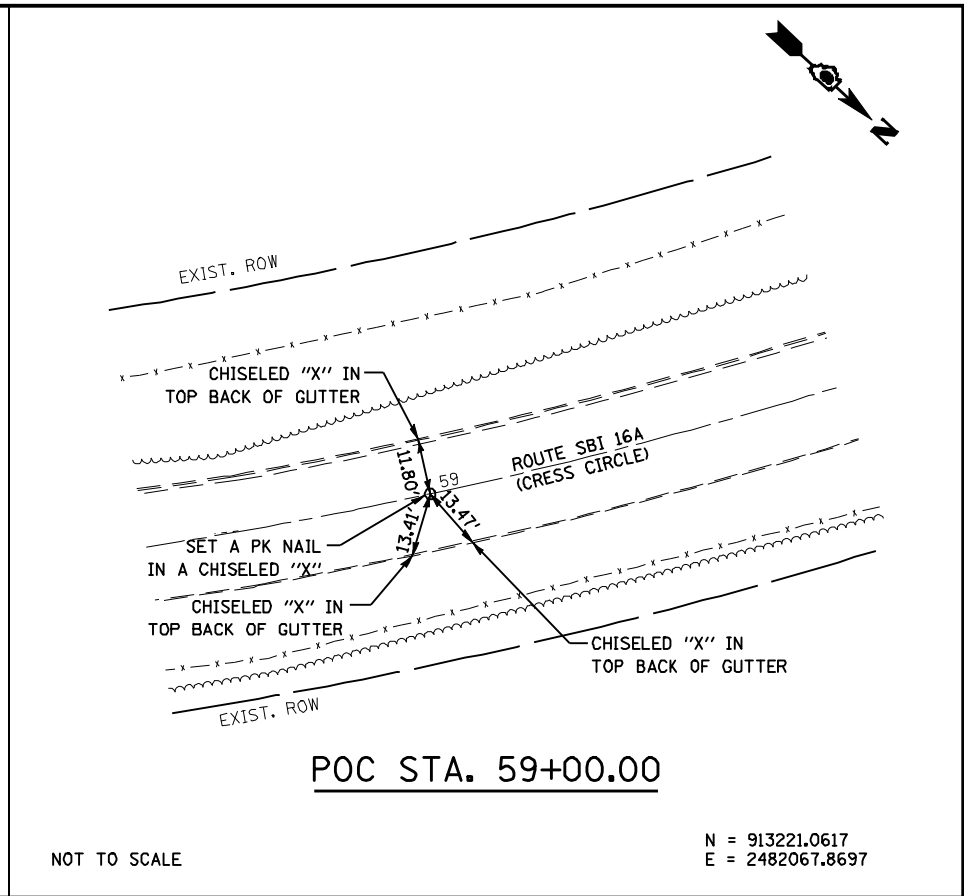 N
EXIST. ROW
CHISELED "X" IN
TOP BACK OF GUTTER
11.80'
59
ROUTE SBI 16A
(CRESS CIRCLE)
13.47'
13.41'
SET A PK NAIL
IN A CHISELED "X"
CHISELED "X" IN
TOP BACK OF GUTTER
CHISELED "X" IN
TOP BACK OF GUTTER
EXIST. ROW
POC STA. 59+00.00
NOT TO SCALE
N = 913221.0617
E = 2482067.8697